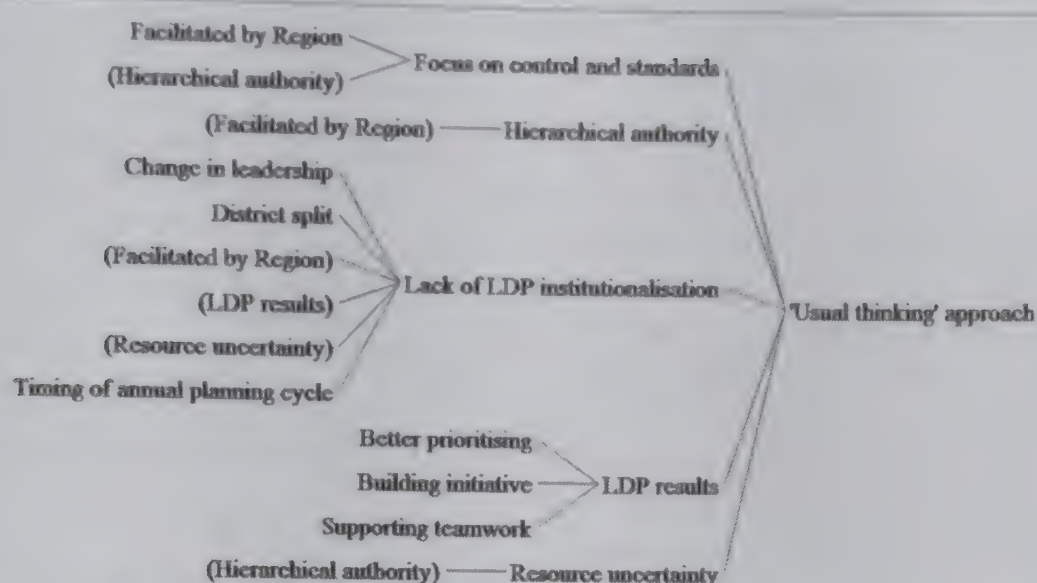 Facilitated by Region
(Hierarchical authority)
Focus on control and standards
(Facilitated by Region)
Hierarchical authority
Change in leadership
District split
(Facilitated by Region)
(LDP results)
(Resource uncertainty)
Timing of annual planning cycle
Lack of LDP institutionalisation
'Usual thinking' approach
Better prioritising
Building initiative
Supporting teamwork
LDP results
(Hierarchical authority)
Resource uncertainty